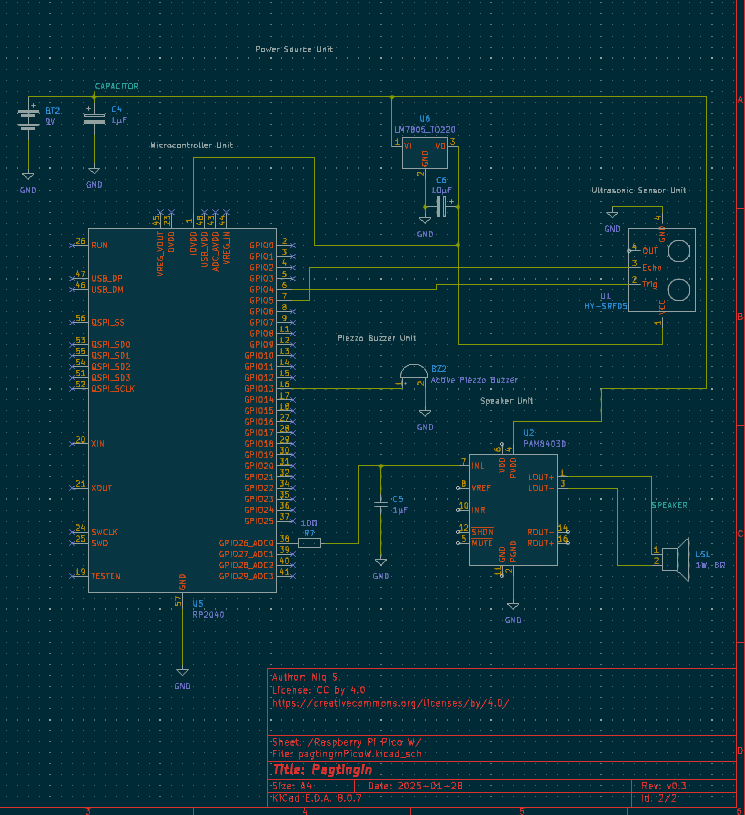 Power Source Unit
CAPACITOR
BT2
9V
C4
1µF
GND
GND
U6
LM7805_TO220
1
VI
VO
3
GND
2
C6
10µF
GND
Microcontroller Unit
Ultrasonic Sensor Unit
GND
4
GND
4
OUT
3
Echo
2
Trig
U1
HY-SRF05
VCC
1
45
23
1
48
43
44
VREG_VOUT
DVDD
IOVDD
USB_VDD
ADC_AVDD
VREG_IN
26
RUN
47
USB_DP
46
USB_DM
56
QSPI_SS
53
QSPI_SD0
55
QSPI_SD1
54
QSPI_SD2
51
QSPI_SD3
52
QSPI_SCLK
20
XIN
21
XOUT
24
SWCLK
25
SWD
19
TESTEN
GPIO0
2
GPIO1
3
GPIO2
4
GPIO3
5
GPIO4
6
GPIO5
7
GPIO6
8
GPIO7
9
GPIO8
11
GPIO9
12
GPIO10
13
GPIO11
14
GPIO12
15
GPIO13
16
GPIO14
17
GPIO15
18
GPIO16
27
GPIO17
28
GPIO18
29
GPIO19
30
GPIO20
31
GPIO21
32
GPIO22
34
GPIO23
35
GPIO24
36
GPIO25
37
GPIO26_ADC0
38
GPIO27_ADC1
39
GPIO28_ADC2
40
GPIO29_ADC3
41
GND
57
U5
RP2040
GND
Piezzo Buzzer Unit
BZ2
Active Piezzo Buzzer
1
2
GND
Speaker Unit
U2
PAM8403D
6
4
VDD
PVDD
7
INL
8
VREF
10
INR
12
SHDN
5
MUTE
LOUT+
1
LOUT-
3
ROUT-
14
ROUT+
16
GND
PGND
11
2
GND
100
R7
C5
1µF
GND
SPEAKER
1
2
LS1
1W, 8Ω
Author: Niq S.
License: CC by 4.0
https://creativecommons.org/licenses/by/4.0/
Sheet: /Raspberry Pi Pico W/
File: pagtinginPicoW.kicad_sch
Title: PagtingIn
Size: A4
Date: 2025-01-28
Rev: v0.3
KiCad E.D.A. 8.0.7
Id: 2/2
A
B
C
D
3
4
5
6